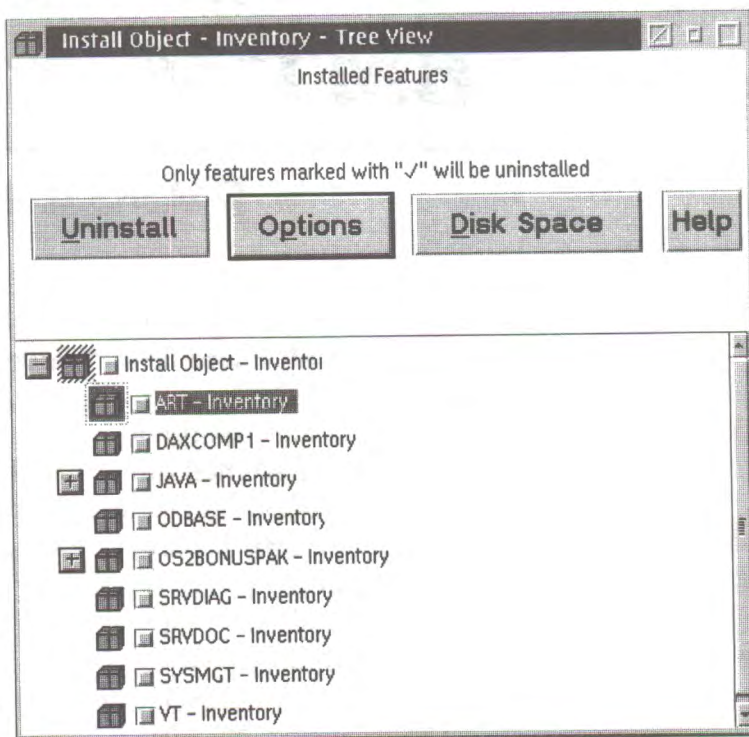 Install Object - Inventory - Tree View
Installed Features
Only features marked with "✓" will be uninstalled
Uninstall Options Disk Space Help
Install Object - Inventor
ART - Inventory
DAXCOMP1 - Inventory
JAVA - Inventory
ODBASE - Inventory
OS2BONUSPAK - Inventory
SRVDIAG - Inventory
SRVDOC - Inventory
SYSMGT - Inventory
VT - Inventory